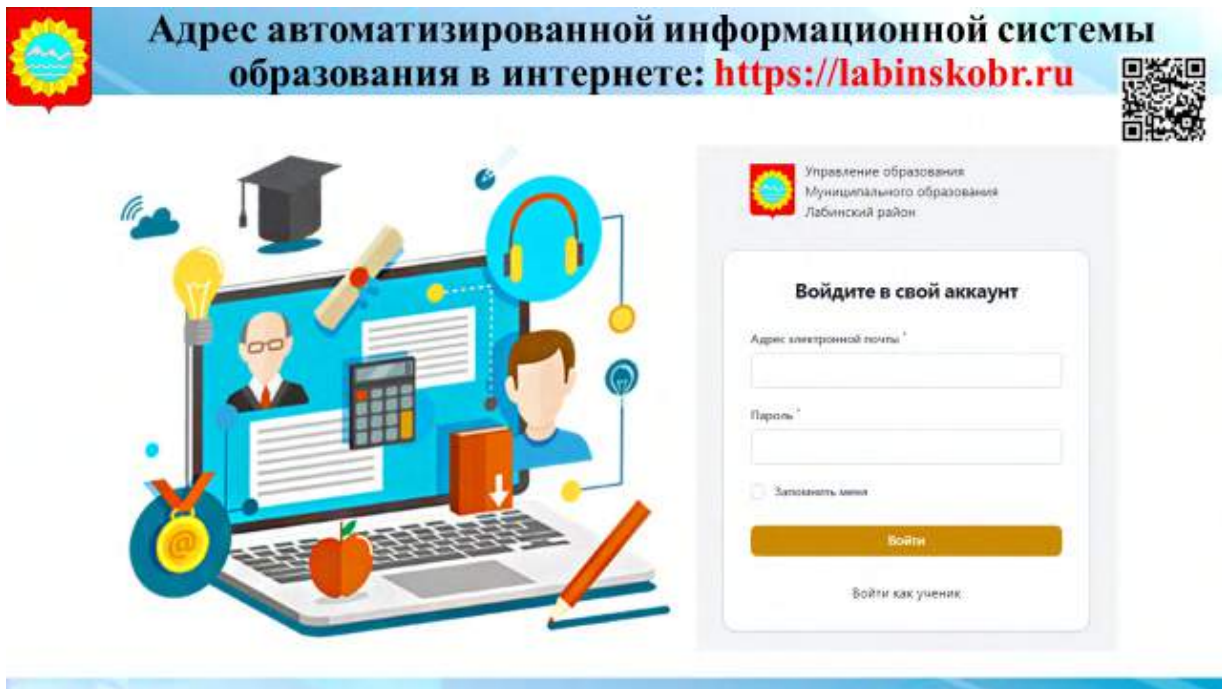 Адрес автоматизированной информационной системы
образования в интернете: https://labinskobr.ru
Управление образования
Муниципального образования
Лабинский район
Войдите в свой аккаунт
Адрес электронной почты *
Пароль *
Запомнить меня
Войти
Войти как ученик
@